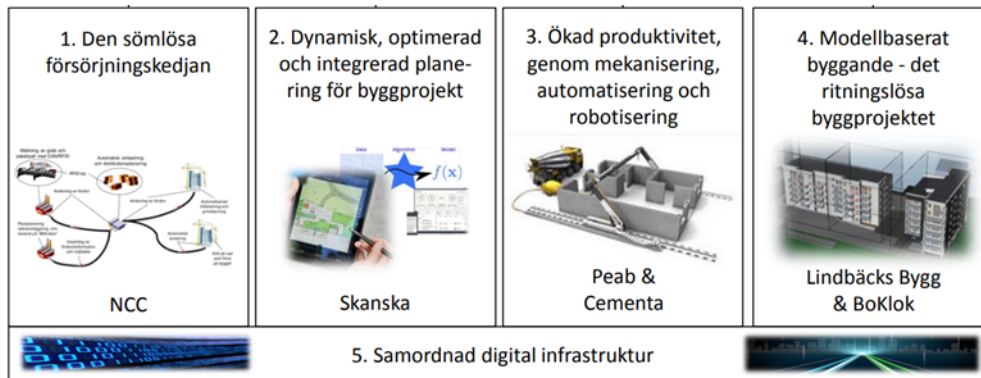 1. Den sömlösa
försörjningskedjan
NCC
2. Dynamisk, optimerad
och integrerad plane-
ring för byggprojekt
Data
Algorithm
Model
f(x)
Skanska
3. Ökad produktivitet,
genom mekanisering,
automatisering och
robotisering
Peab &
Cementa
4. Modellbaserat
byggande - det
ritningslösa
byggprojektet
Lindbäcks Bygg
& BoKlok
5. Samordnad digital infrastruktur